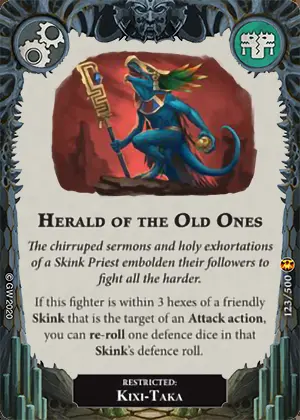 HERALD OF THE OLD ONES
The chirruped sermons and holy exhortations
of a Skink Priest embolden their followers to
fight all the harder.
If this fighter is within 3 hexes of a friendly
Skink that is the target of an Attack action,
you can re-roll one defence dice in that
Skink's defence roll.
RESTRICTED:
KIXI-TAKA
© GW 2020
123/500